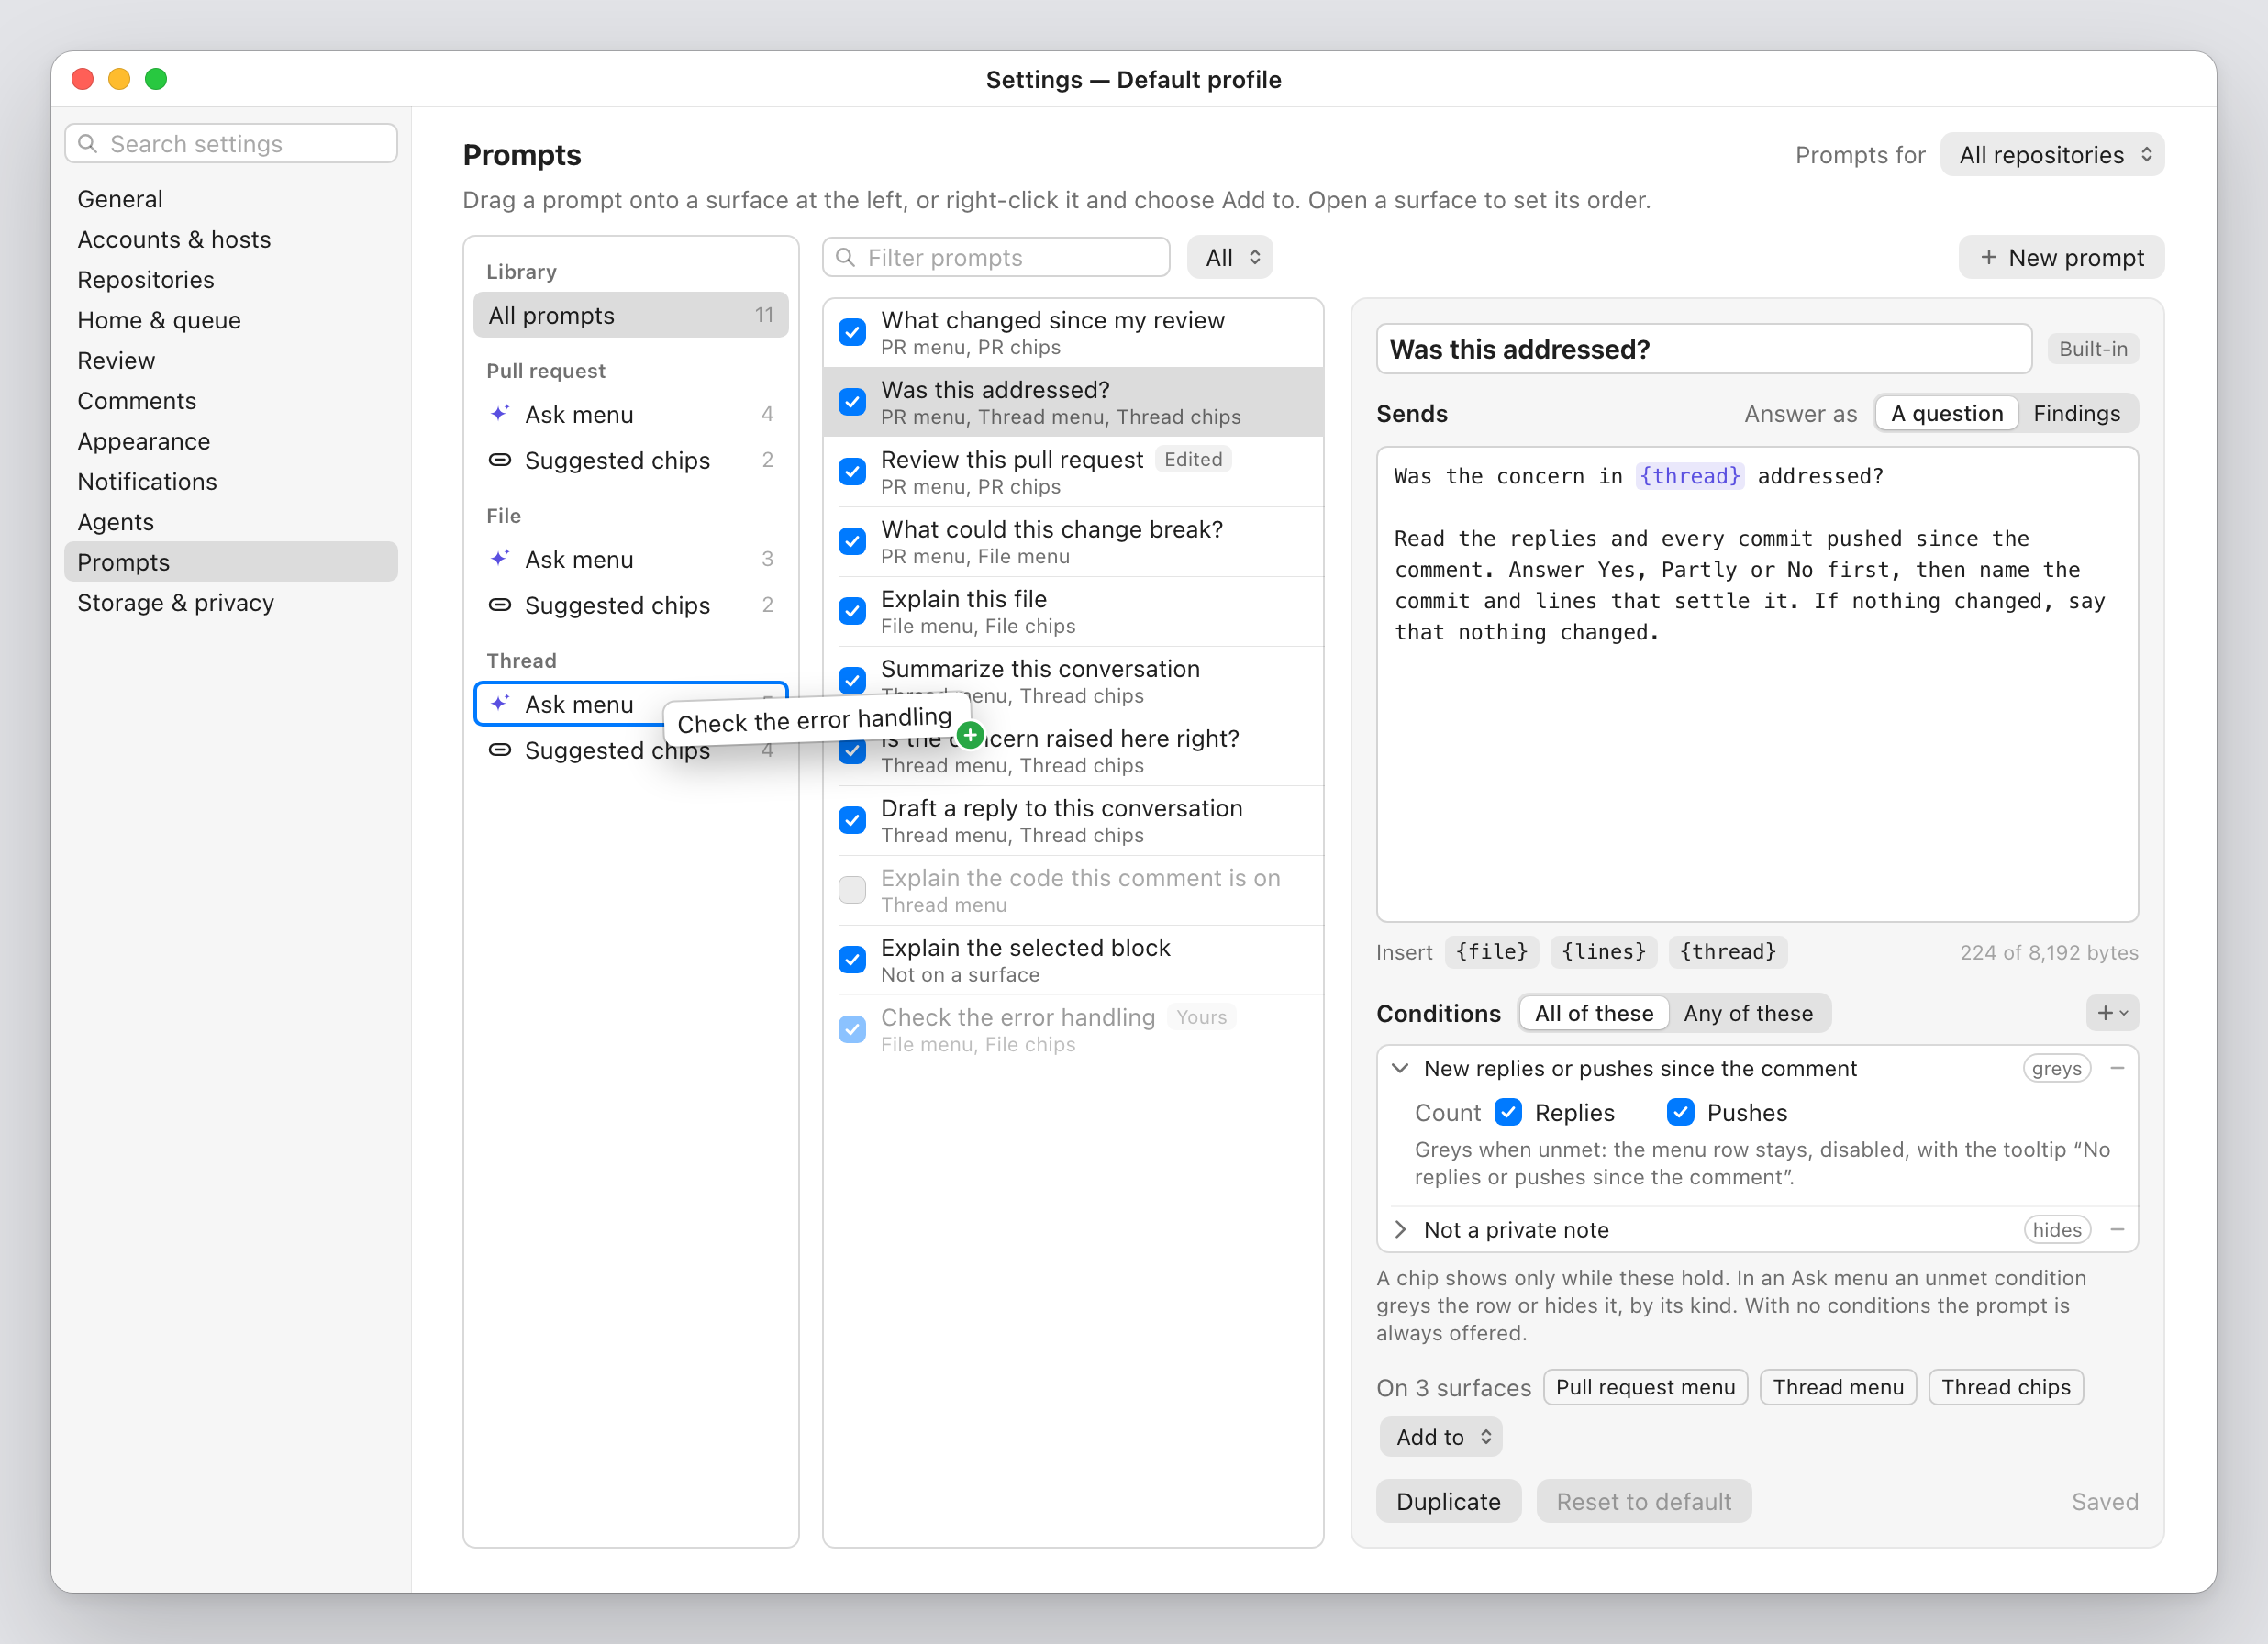 Settings — Default profile
Search settings
General
Accounts & hosts
Repositories
Home & queue
Review
Comments
Appearance
Notifications
Agents
Prompts
Storage & privacy
Prompts
Prompts for All repositories
Drag a prompt onto a surface at the left, or right-click it and choose Add to. Open a surface to set its order.
Library
All prompts 11
Pull request
Ask menu 4
Suggested chips 2
File
Ask menu 3
Suggested chips 2
Thread
Ask menu
Suggested chips 4
Check the error handling
Filter prompts
All
New prompt
What changed since my review
PR menu, PR chips
Was this addressed?
PR menu, Thread menu, Thread chips
Review this pull request Edited
PR menu, PR chips
What could this change break?
PR menu, File menu
Explain this file
File menu, File chips
Summarize this conversation
Thread menu, Thread chips
Is the concern raised here right?
Thread menu, Thread chips
Draft a reply to this conversation
Thread menu, Thread chips
Explain the code this comment is on
Thread menu
Explain the selected block
Not on a surface
Check the error handling Yours
File menu, File chips
Was this addressed? Built-in
Sends Answer as A question Findings
Was the concern in {thread} addressed?
Read the replies and every commit pushed since the
comment. Answer Yes, Partly or No first, then name the
commit and lines that settle it. If nothing changed, say
that nothing changed.
Insert {file} {lines} {thread} 224 of 8,192 bytes
Conditions All of these Any of these
New replies or pushes since the comment greys
Count Replies Pushes
Greys when unmet: the menu row stays, disabled, with the tooltip “No
replies or pushes since the comment”.
Not a private note hides
A chip shows only while these hold. In an Ask menu an unmet condition
greys the row or hides it, by its kind. With no conditions the prompt is
always offered.
On 3 surfaces Pull request menu Thread menu Thread chips
Add to
Duplicate Reset to default Saved